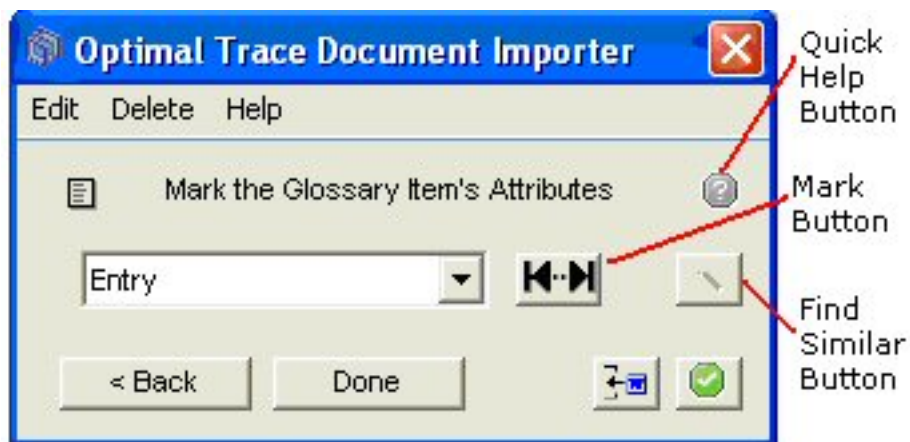 Optimal Trace Document Importer
Edit Delete Help
Mark the Glossary Item's Attributes
Entry
< Back Done
Quick
Help
Button
Mark
Button
Find
Similar
Button